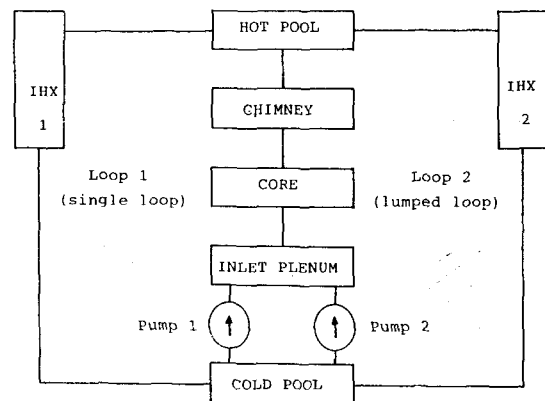 HOT POOL
IHX
1
IHX
2
CHIMNEY
Loop 1
(single loop)
CORE
Loop 2
(lumped loop)
INLET PLENUM
Pump 1
Pump 2
COLD POOL